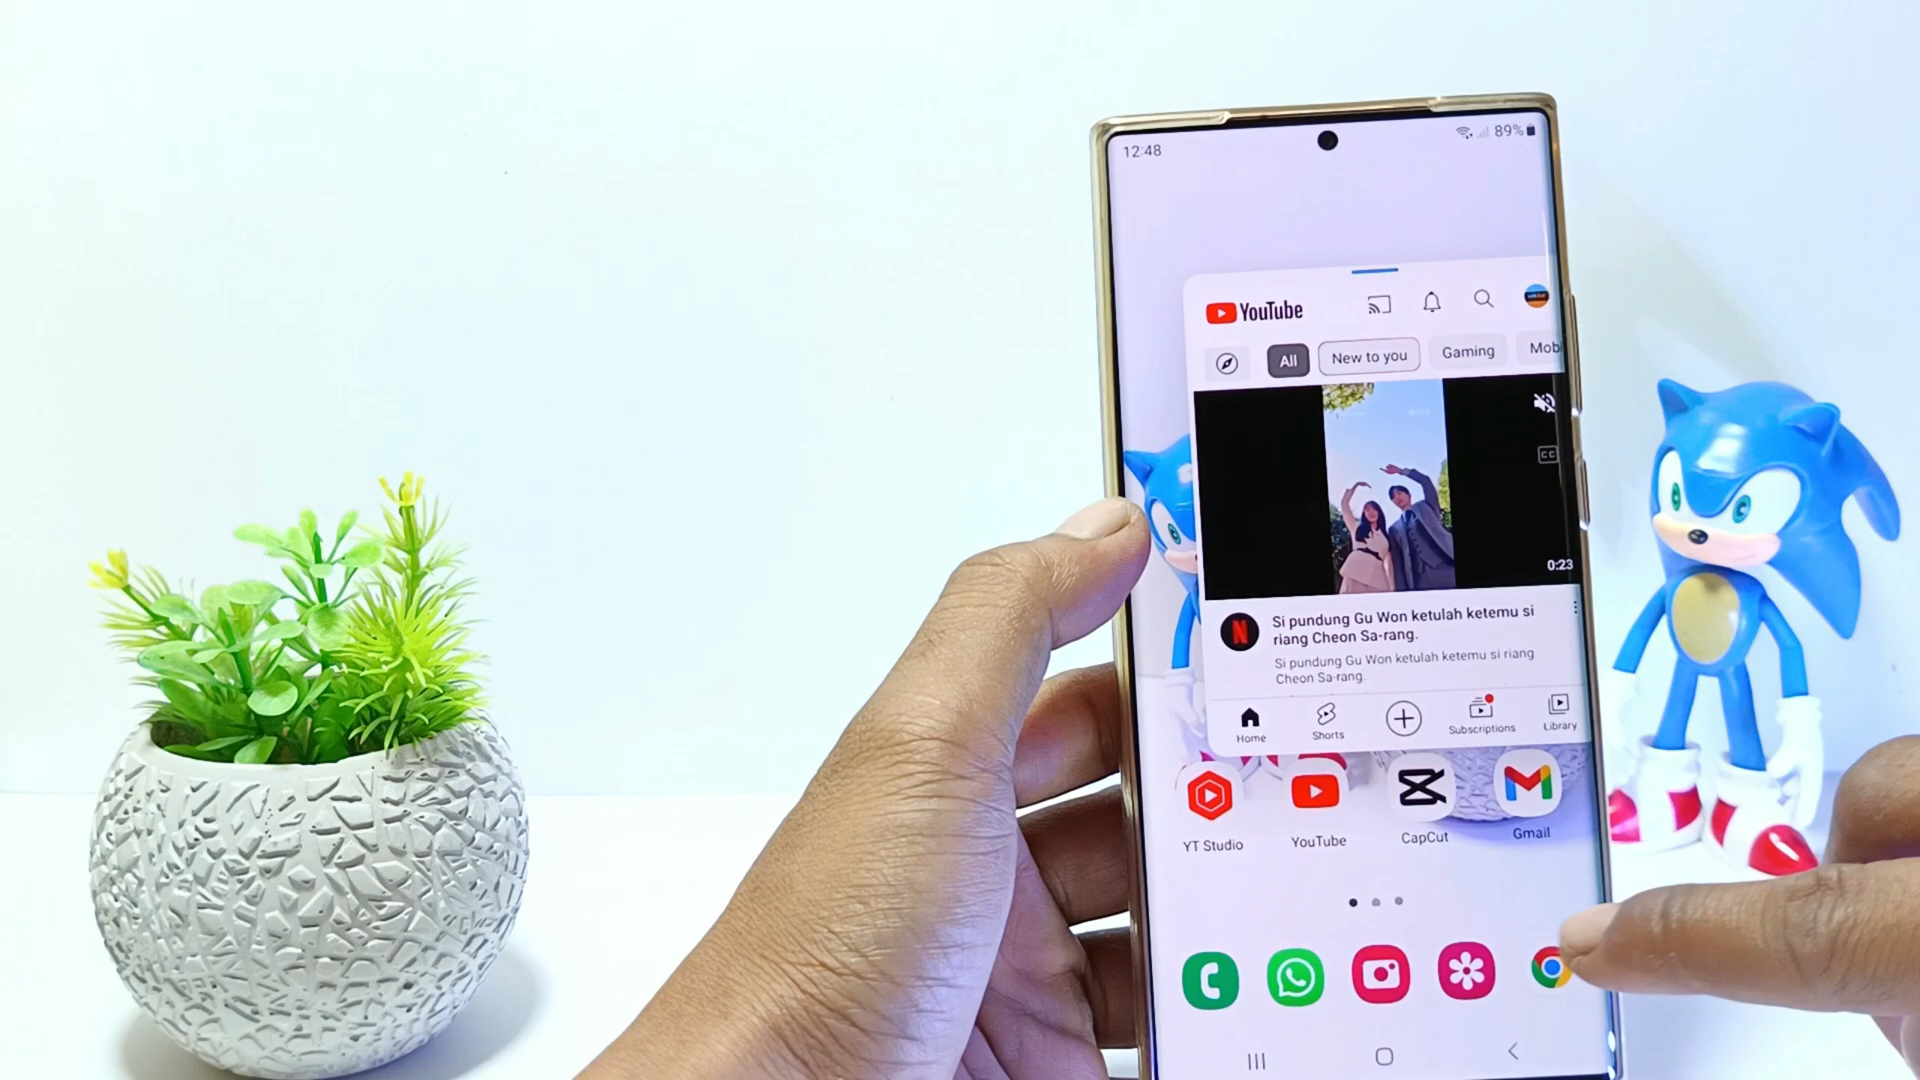 12:48
89%
YouTube
All
New to you
Gaming
Mobi
CC
0:23
N
Si pundung Gu Won ketulah ketemu si
riang Cheon Sa-rang.
Si pundung Gu Won ketulah ketemu si riang
Cheon Sa-rang.
Home
Shorts
Subscriptions
Library
YT Studio
YouTube
CapCut
Gmail